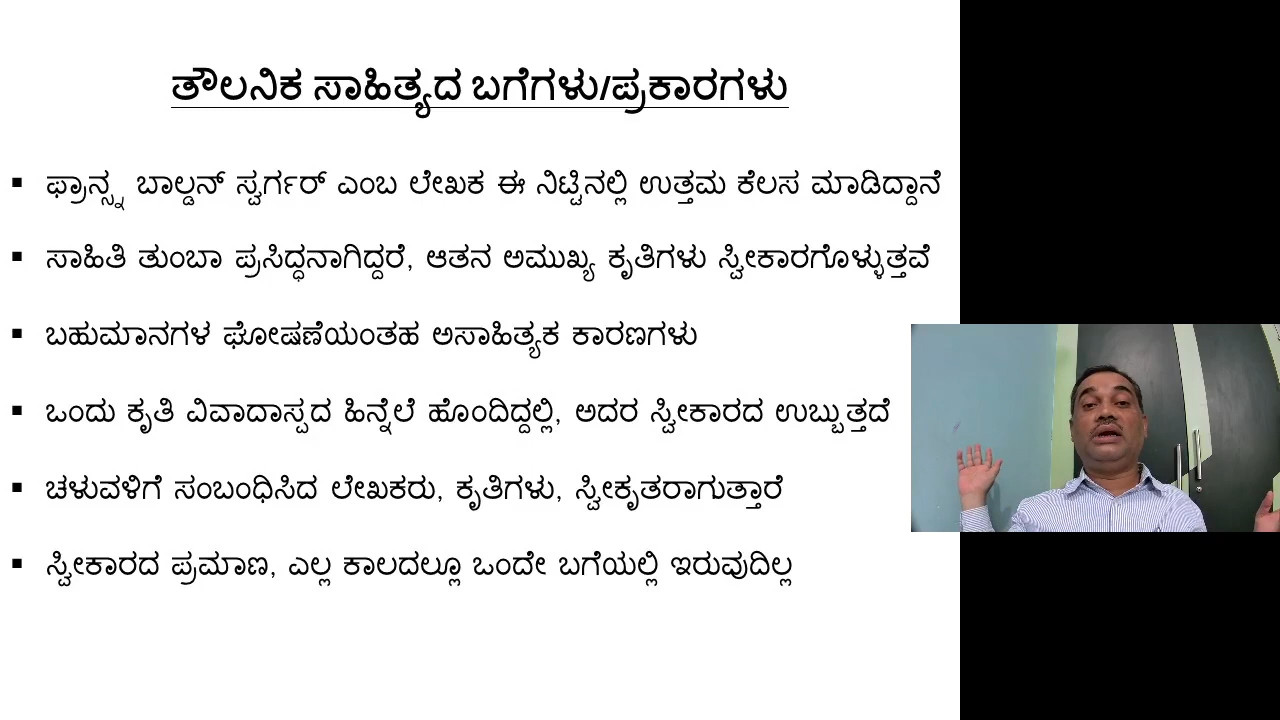 ತೌಲನಿಕ ಸಾಹಿತ್ಯದ ಬಗೆಗಳು/ಪ್ರಕಾರಗಳು
▪ ಫ್ರಾನ್ಸ್ನ ಬಾಲ್ಡನ್ ಸ್ವರ್ಗರ್ ಎಂಬ ಲೇಖಕ ಈ ನಿಟ್ಟಿನಲ್ಲಿ ಉತ್ತಮ ಕೆಲಸ ಮಾಡಿದ್ದಾನೆ
▪ ಸಾಹಿತಿ ತುಂಬಾ ಪ್ರಸಿದ್ಧನಾಗಿದ್ದರೆ, ಆತನ ಅಮುಖ್ಯ ಕೃತಿಗಳು ಸ್ವೀಕಾರಗೊಳ್ಳುತ್ತವೆ
▪ ಬಹುಮಾನಗಳ ಘೋಷಣೆಯಂತಹ ಅಸಾಹಿತ್ಯಕ ಕಾರಣಗಳು
▪ ಒಂದು ಕೃತಿ ವಿವಾದಾಸ್ಪದ ಹಿನ್ನೆಲೆ ಹೊಂದಿದ್ದಲ್ಲಿ, ಅದರ ಸ್ವೀಕಾರದ ಉಬ್ಬುತ್ತದೆ
▪ ಚಳುವಳಿಗೆ ಸಂಬಂಧಿಸಿದ ಲೇಖಕರು, ಕೃತಿಗಳು, ಸ್ವೀಕೃತರಾಗುತ್ತಾರೆ
▪ ಸ್ವೀಕಾರದ ಪ್ರಮಾಣ, ಎಲ್ಲ ಕಾಲದಲ್ಲೂ ಒಂದೇ ಬಗೆಯಲ್ಲಿ ಇರುವುದಿಲ್ಲ